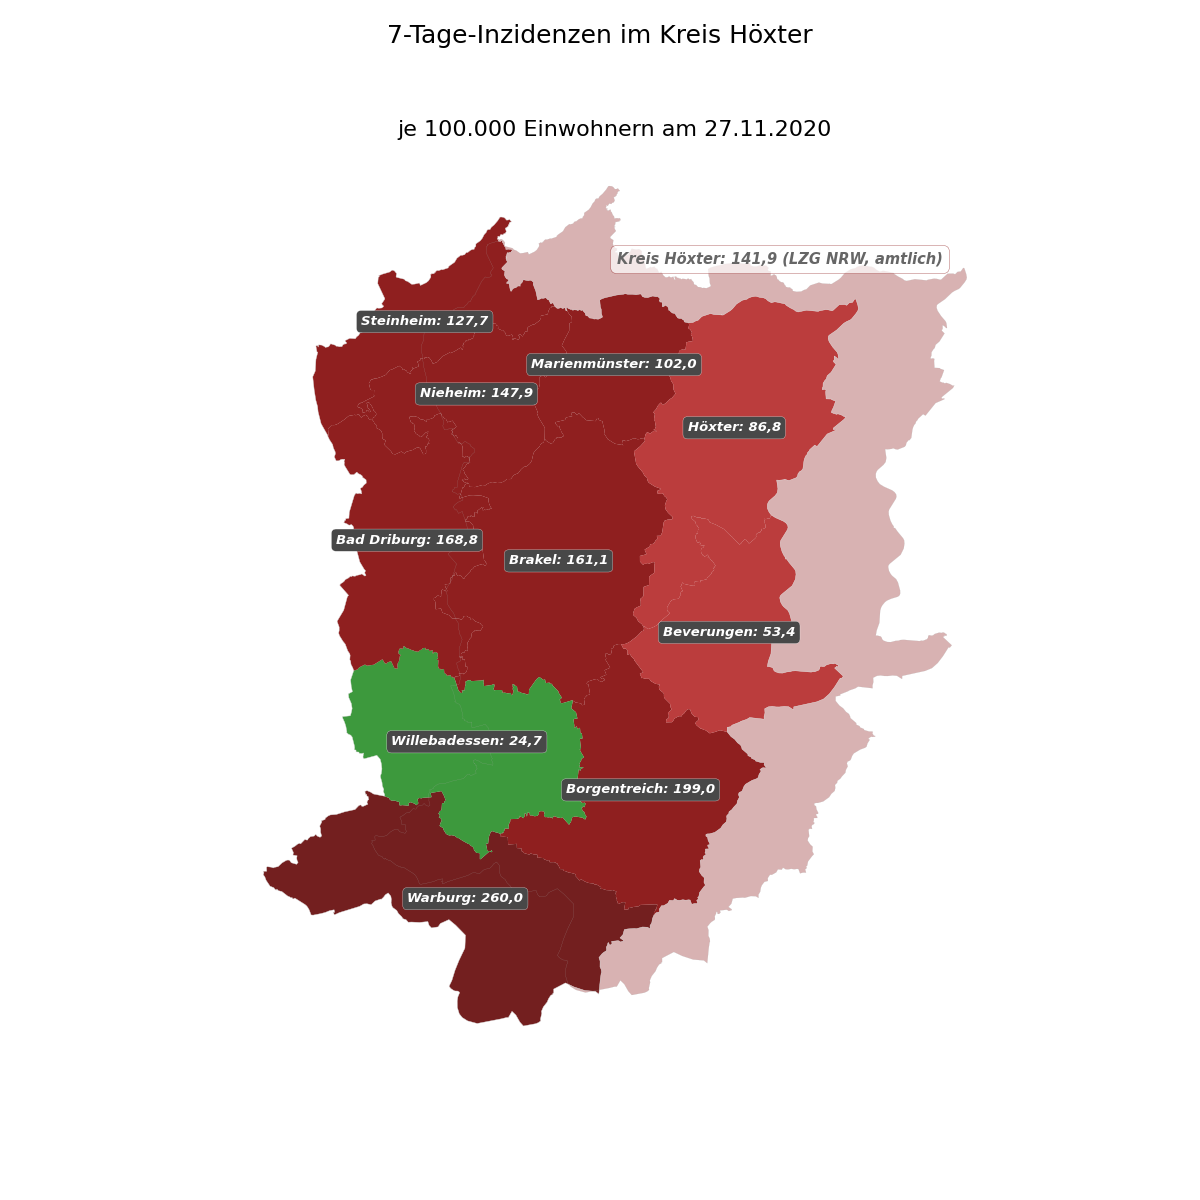 7-Tage-Inzidenzen im Kreis Höxter
je 100.000 Einwohnern am 27.11.2020
Kreis Höxter: 141,9 (LZG NRW, amtlich)
Steinheim: 127,7
Marienmünster: 102,0
Nieheim: 147,9
Höxter: 86,8
Bad Driburg: 168,8
Brakel: 161,1
Beverungen: 53,4
Willebadessen: 24,7
Borgentreich: 199,0
Warburg: 260,0